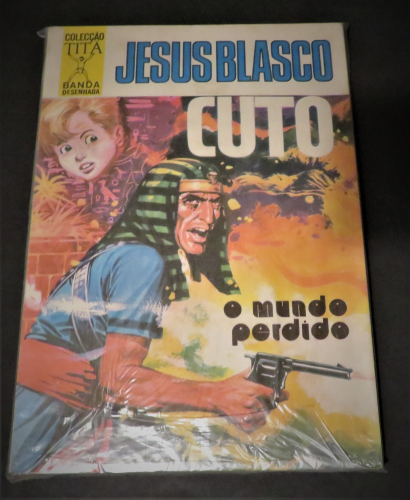 COLECÇÃO
TITÃ
BANDA
DESENHADA
JESUS BLASCO
CUTO
o mundo
perdido